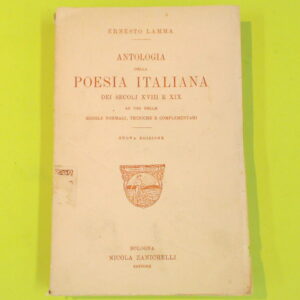 ERNESTO LAMMA
ANTOLOGIA
DELLA
POESIA ITALIANA
DEI SECOLI XVIII E XIX
AD USO DELLE
SCUOLE NORMALI, TECNICHE E COMPLEMENTARI
NUOVA EDIZIONE
BOLOGNA
NICOLA ZANICHELLI
EDITORE